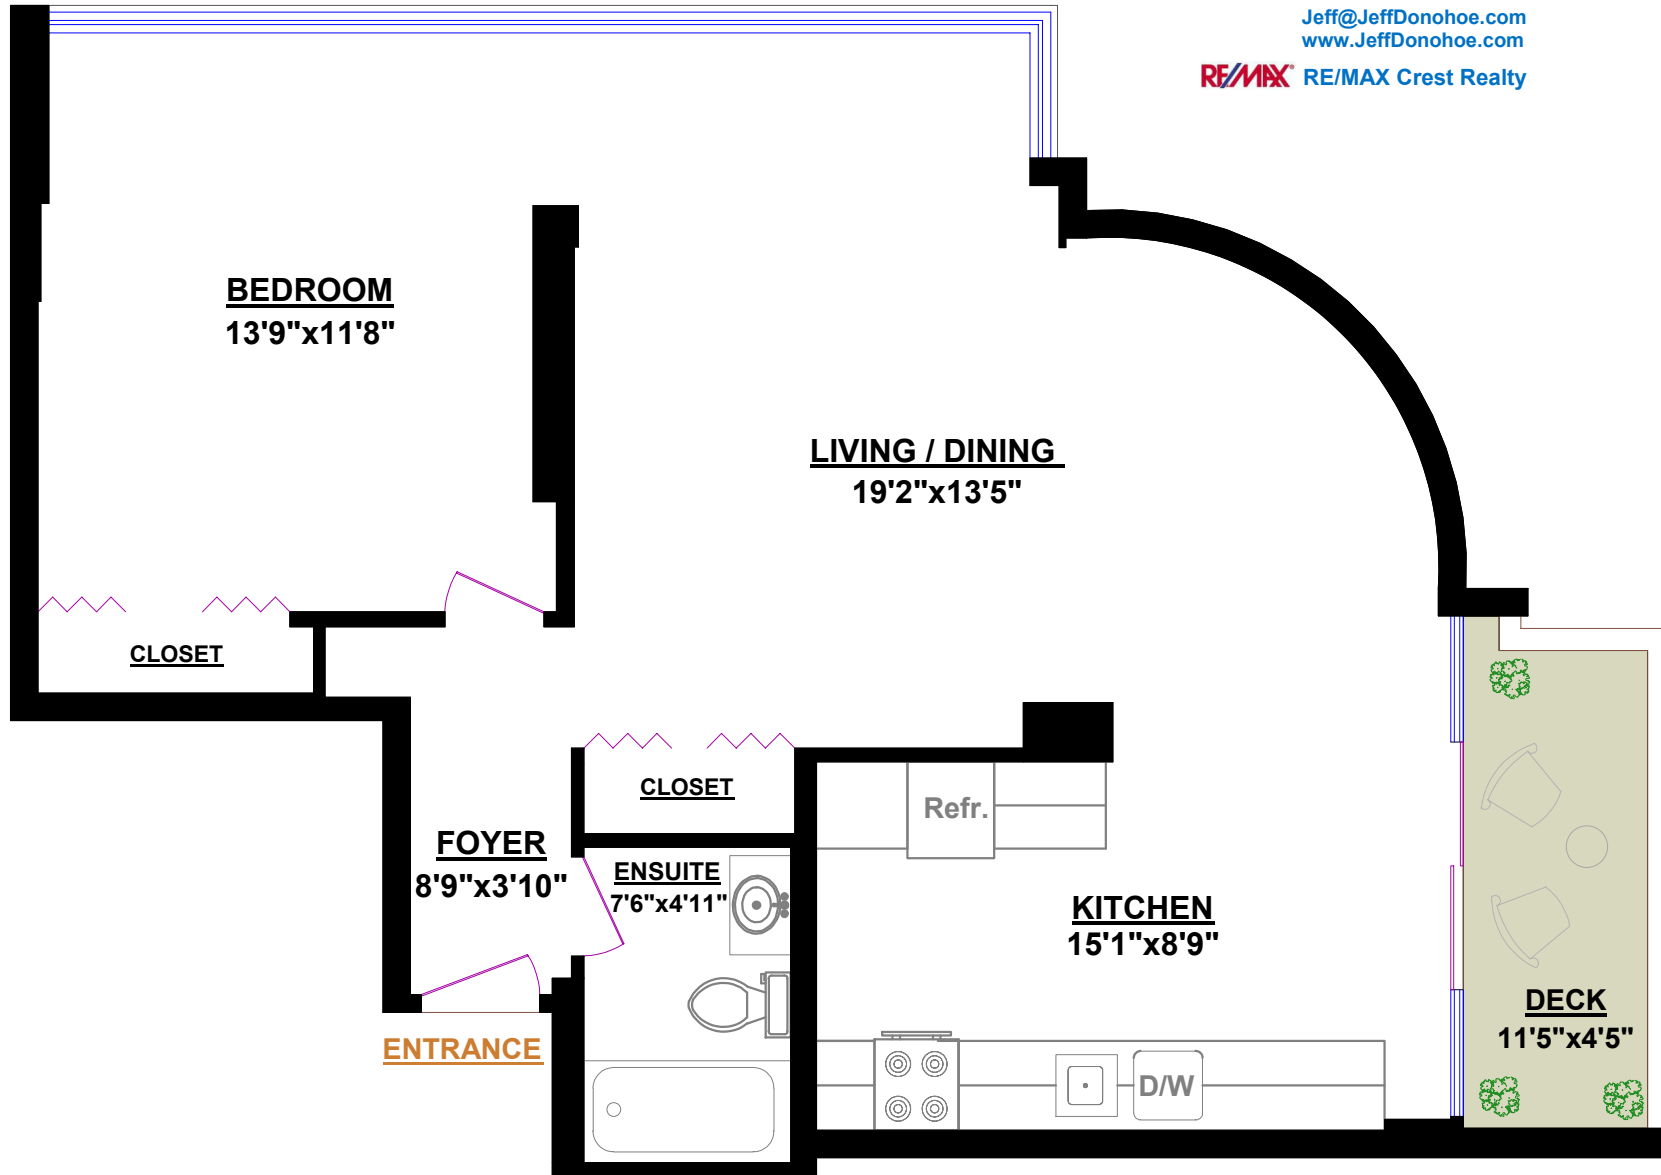 Jeff@JeffDonohoe.com
www.JeffDonohoe.com
RE/MAX RE/MAX Crest Realty
BEDROOM
13'9"x11'8"
LIVING / DINING
19'2"x13'5"
CLOSET
CLOSET
Refr.
FOYER
8'9"x3'10"
ENSUITE
7'6"x4'11"
KITCHEN
15'1"x8'9"
DECK
11'5"x4'5"
ENTRANCE
D/W